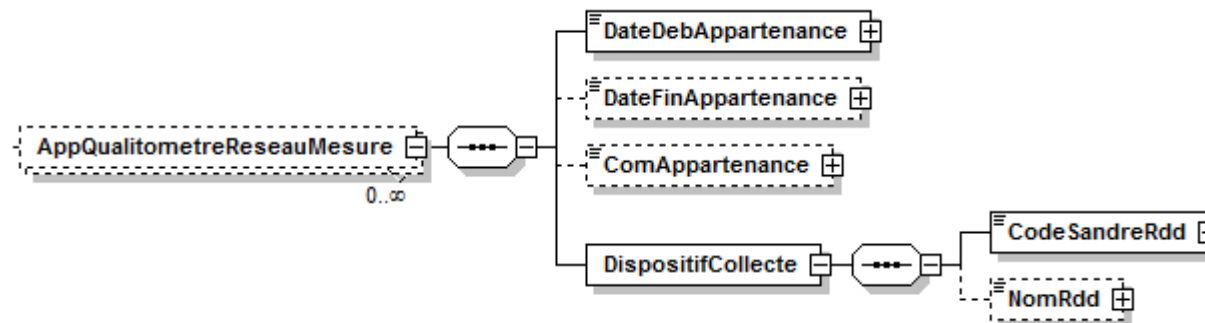 DateDebAppartenance
DateFinAppartenance
AppQualitometreReseauMesure
0..∞
ComAppartenance
DispositifCollecte
CodeSandreRdd
NomRdd